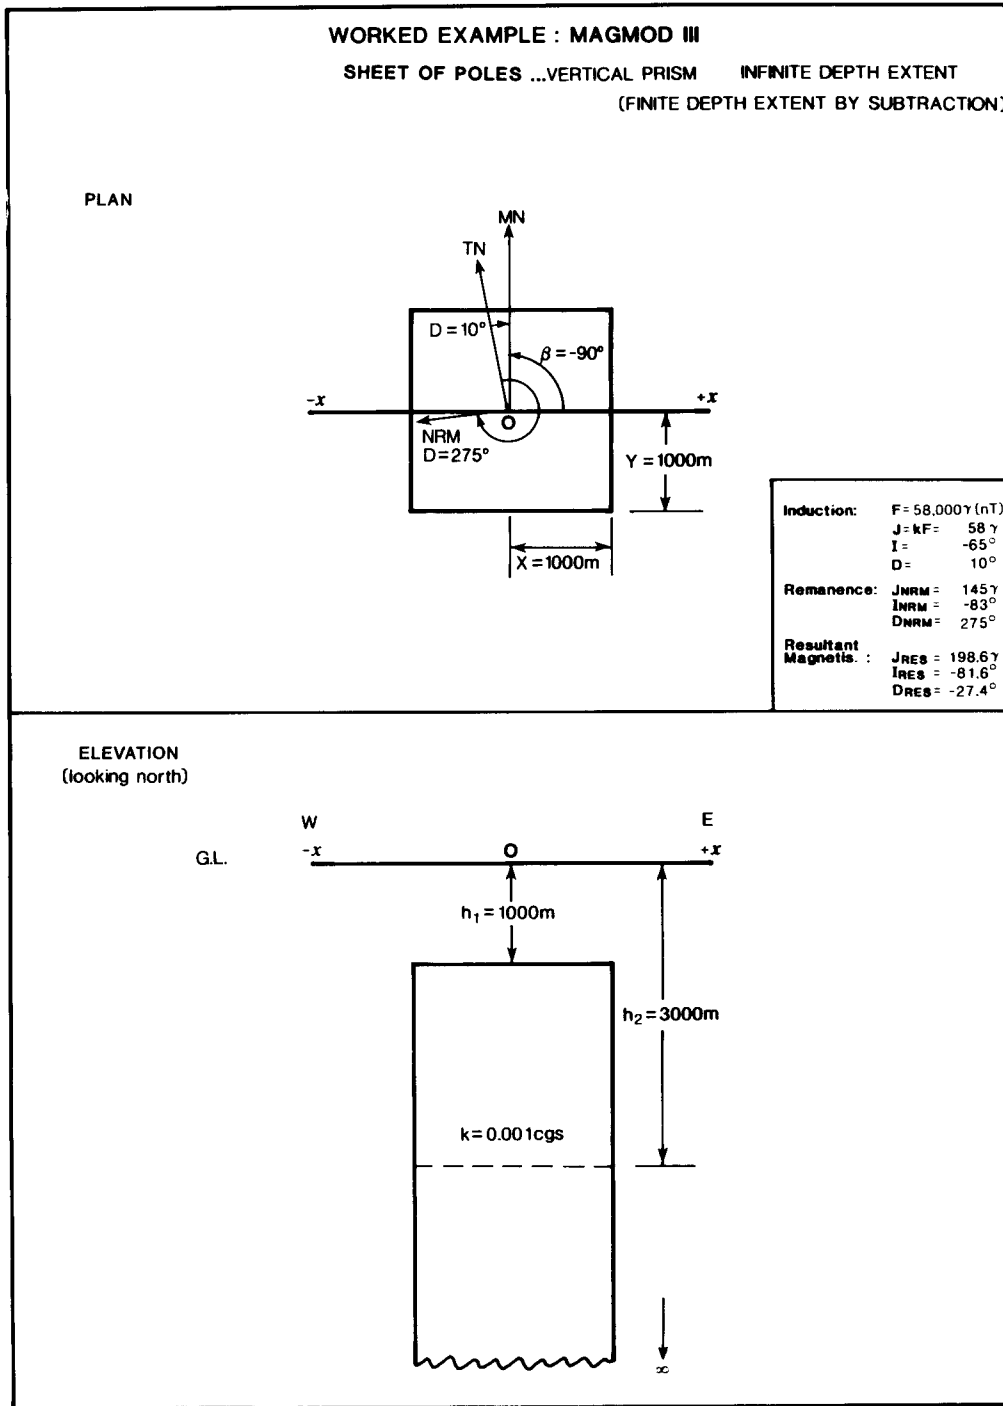 WORKED EXAMPLE : MAGMOD III
SHEET OF POLES ...VERTICAL PRISM INFINITE DEPTH EXTENT
(FINITE DEPTH EXTENT BY SUBTRACTION)
PLAN
MN
TN
D = 10°
β = -90°
-x
+x
O
NRM
D = 275°
Y = 1000m
X = 1000m
Induction: F = 58,000γ (nT)
J = kF = 58 γ
I = -65°
D = 10°
Remanence: JNRM = 145γ
INRM = -83°
DNRM = 275°
Resultant
Magnetis. : JRES = 198.6γ
IRES = -81.6°
DRES = -27.4°
ELEVATION
(looking north)
W
E
G.L.
-x
O
+x
h₁ = 1000m
h₂ = 3000m
k = 0.001cgs
∞